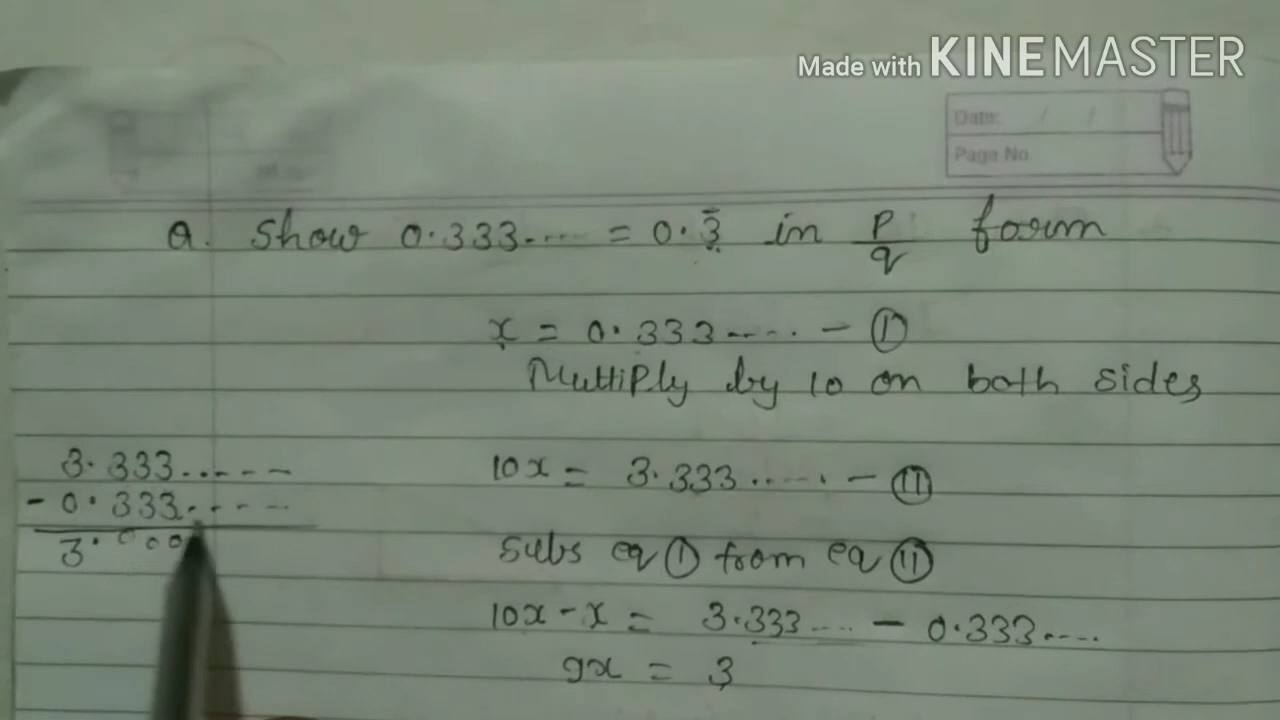 Made with KINEMASTER
Date: / /
Page No.
Q. Show 0.333..... = 0.3̅ in p/q form
x = 0.333..... - ①
Multiply by 10 on both sides
3.333......
- 0.333......
3.000
10x = 3.333...... - ⑪
Subs eq ① from eq ⑪
10x - x = 3.333.... - 0.333....
9x = 3